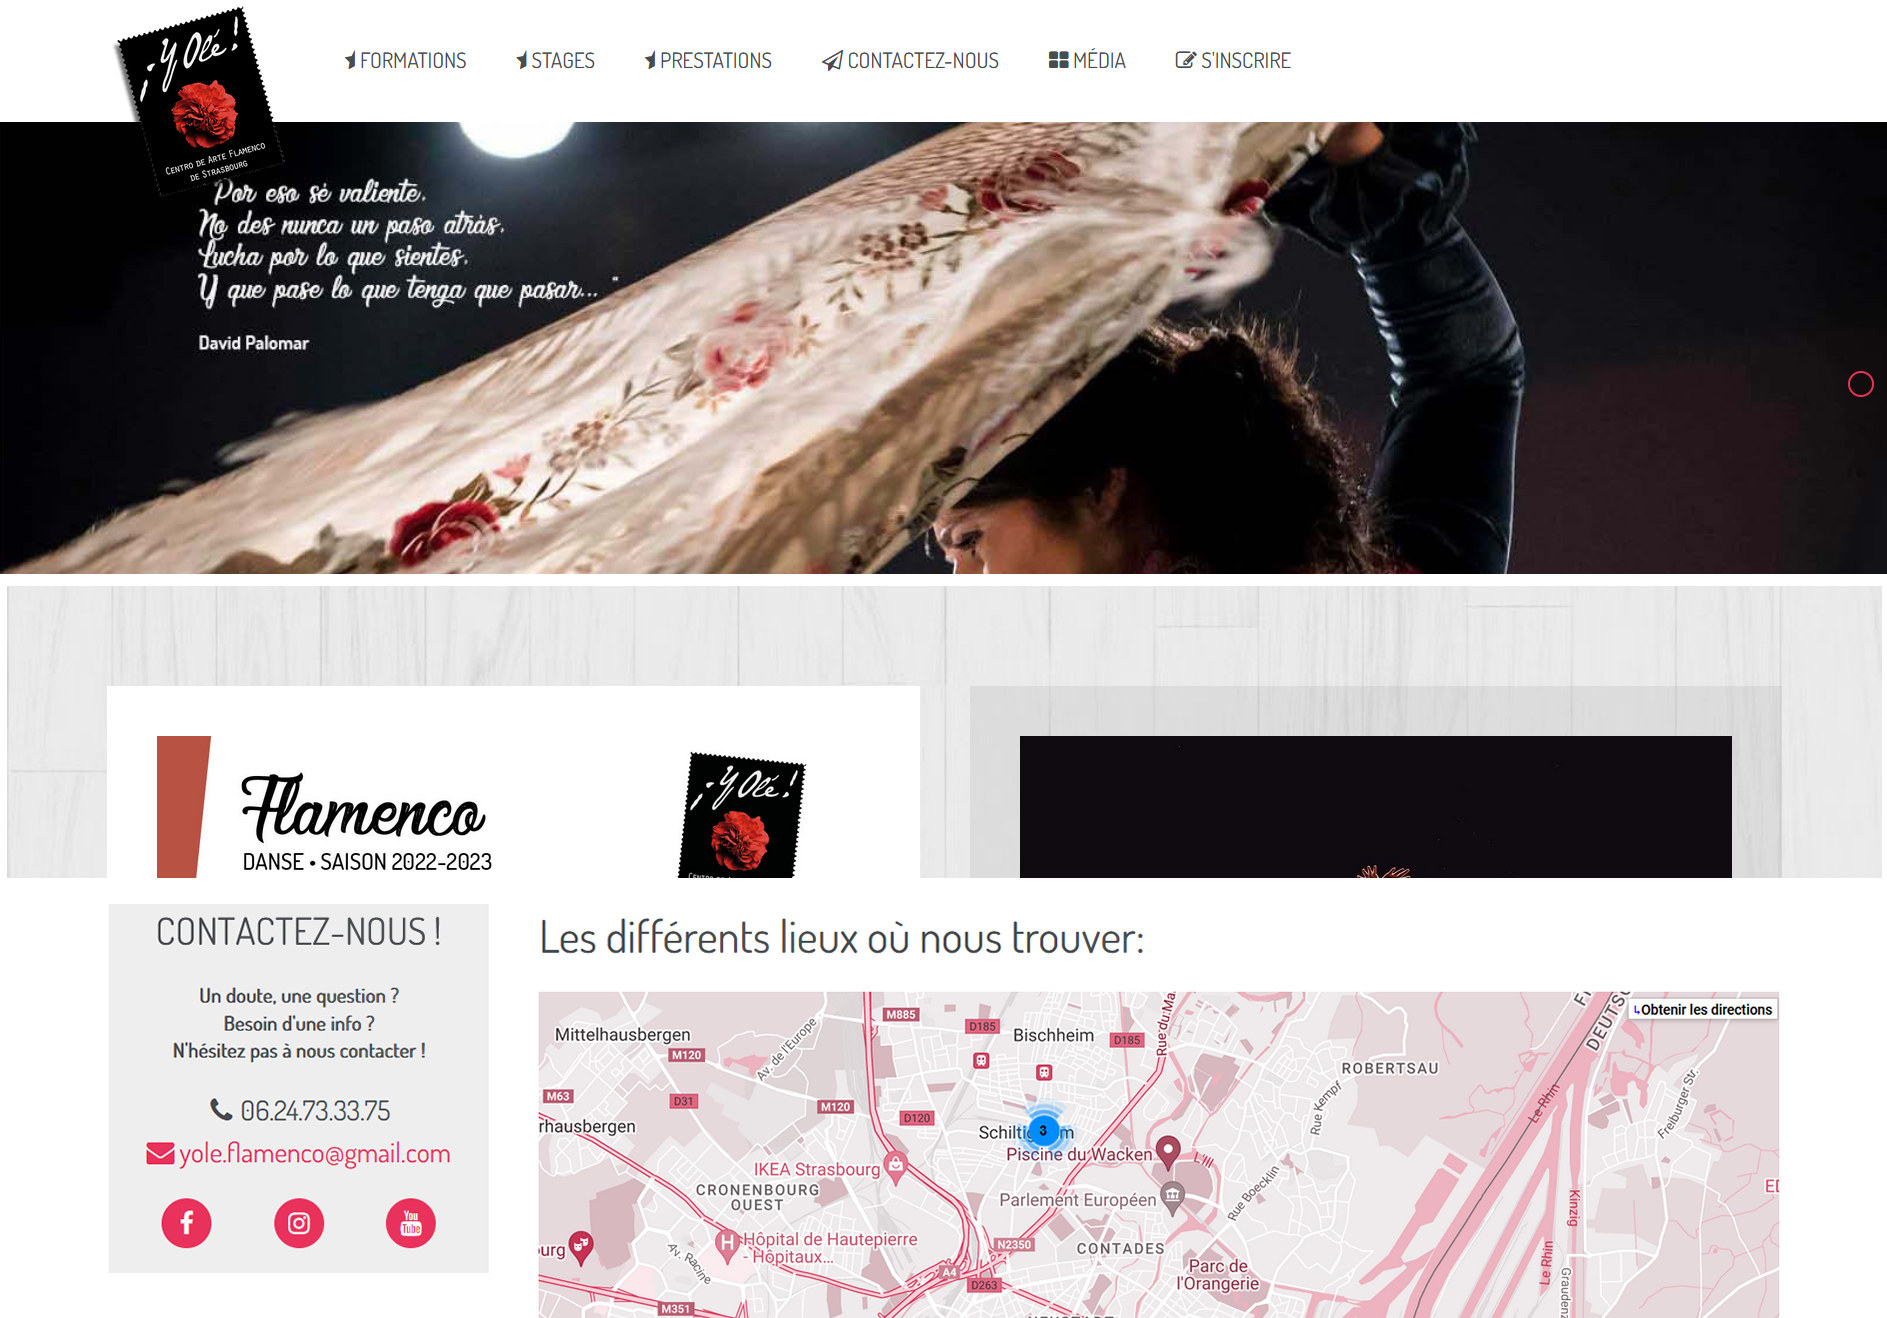 ¡Y Olé!
CENTRO DE ARTE FLAMENCO
DE STRASBOURG
FORMATIONS
STAGES
PRESTATIONS
CONTACTEZ-NOUS
MÉDIA
S'INSCRIRE
"Por eso sé valiente,
No des nunca un paso atrás,
Lucha por lo que sientes,
Y que pase lo que tenga que pasar... "
David Palomar
Flamenco
DANSE • SAISON 2022-2023
¡Y Olé!
CONTACTEZ-NOUS !
Un doute, une question ?
Besoin d'une info ?
N'hésitez pas à nous contacter !
06.24.73.33.75
yole.flamenco@gmail.com
You
Tube
Les différents lieux où nous trouver:
Obtenir les directions
Mittelhausbergen
M885
D185
Bischheim
D185
Rue du Ma
DEUTSC
M120
Av. de l'Europe
ROBERTSAU
M63
D31
M120
D120
Rue Kempf
Le Rhin
Freiburger Str.
rhausbergen
3
Piscine du Wacken
IKEA Strasbourg
CRONENBOURG
OUEST
Parlement Européen
Rue Boecklin
Kinzig
Hôpital de Hautepierre
- Hôpitaux...
ourg
Av. Racine
N2350
CONTADES
A4
D263
Parc de
l'Orangerie
Le Rhin
M351